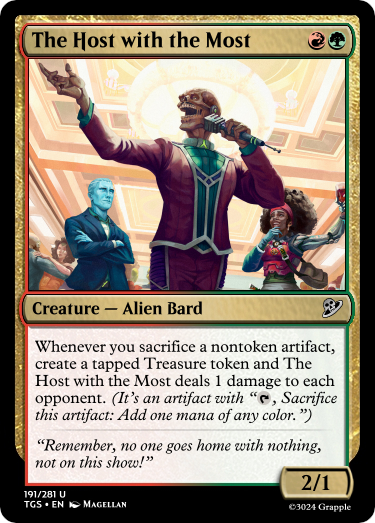 The Host with the Most
Creature — Alien Bard
Whenever you sacrifice a nontoken artifact,
create a tapped Treasure token and The
Host with the Most deals 1 damage to each
opponent. (It's an artifact with “, Sacrifice
this artifact: Add one mana of any color.”)
“Remember, no one goes home with nothing,
not on this show!”
2/1
191/281 U
TGS • EN Magellan
©3024 Grapple